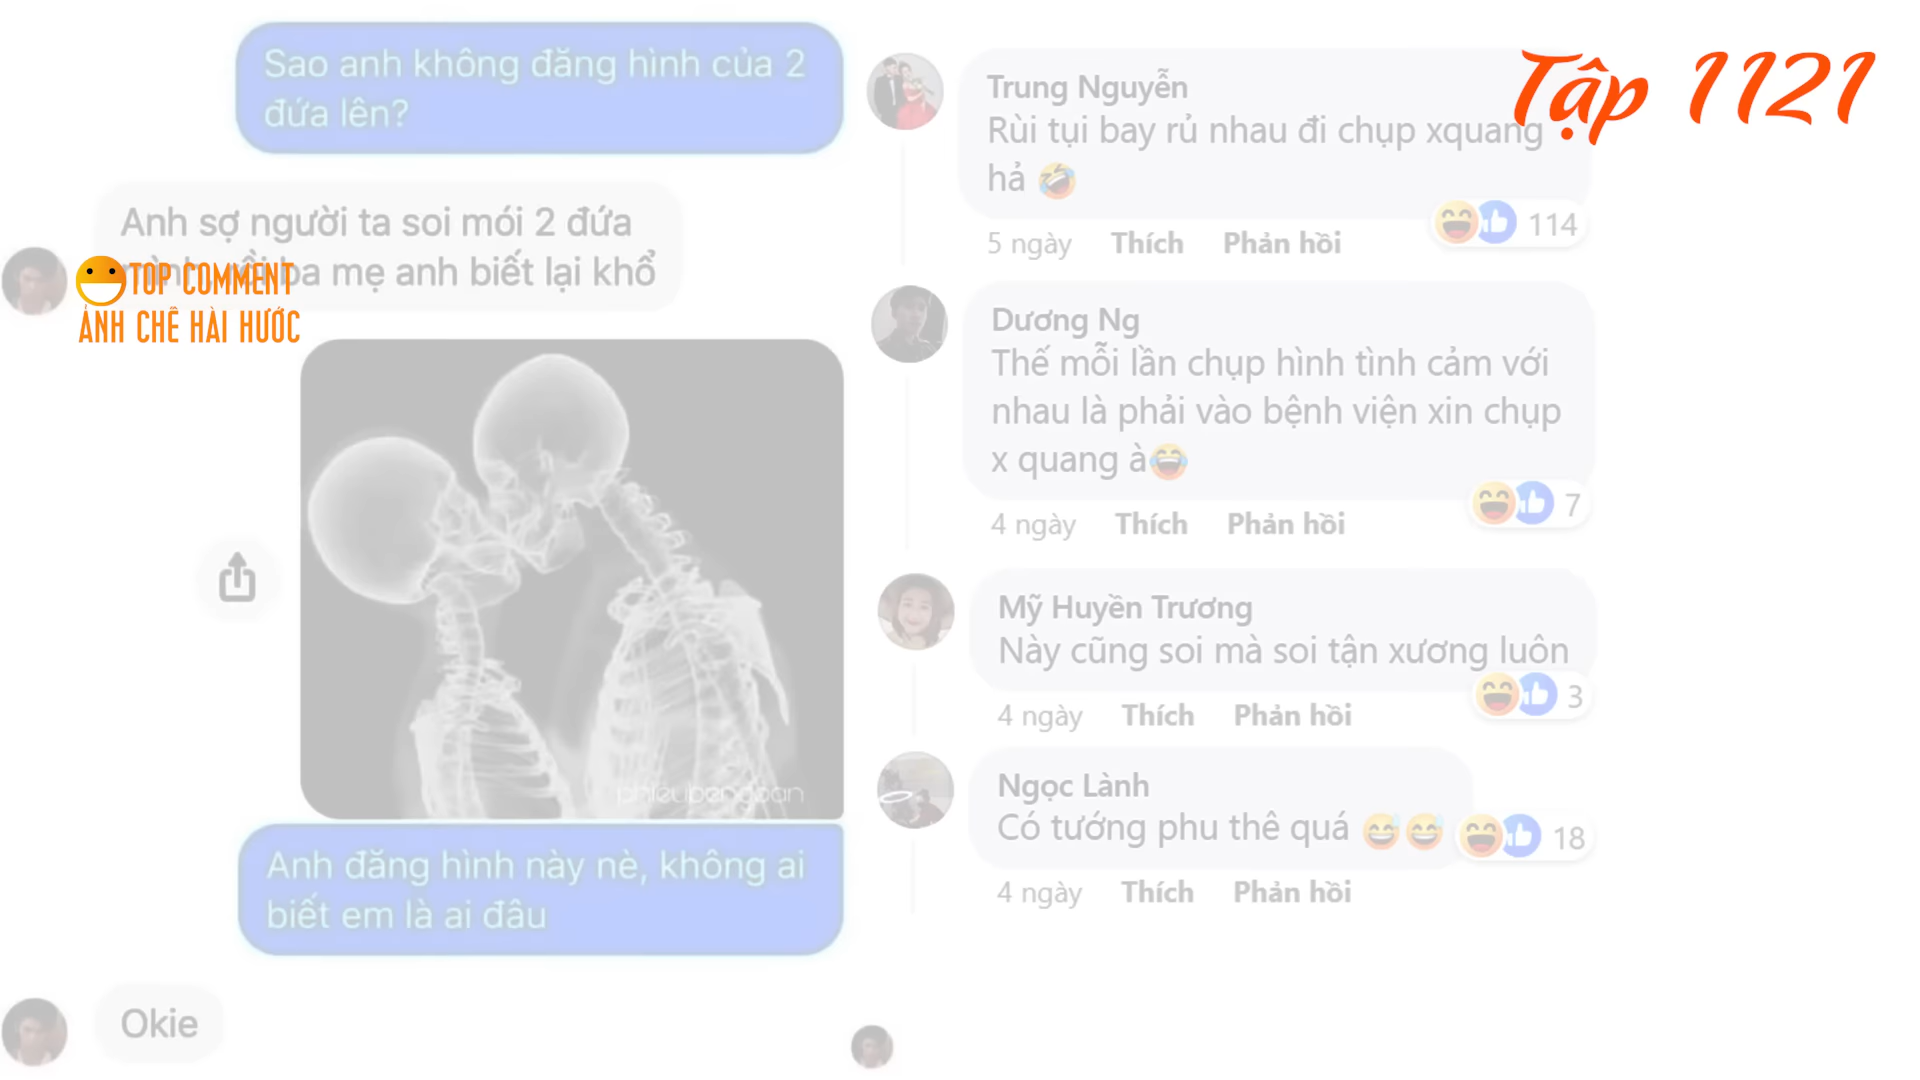 Sao anh không đăng hình của 2
đứa lên?
Anh sợ người ta soi mói 2 đứa
mình rồi ba mẹ anh biết lại khổ
TOP COMMENT
ẢNH CHẾ HÀI HƯỚC
phieubengoan
Anh đăng hình này nè, không ai
biết em là ai đâu
Okie
Tập 1121
Trung Nguyễn
Rùi tụi bay rủ nhau đi chụp xquang
hả 🤣
114
5 ngày Thích Phản hồi
Dương Ng
Thế mỗi lần chụp hình tình cảm với
nhau là phải vào bệnh viện xin chụp
x quang à😂
7
4 ngày Thích Phản hồi
Mỹ Huyền Trương
Này cũng soi mà soi tận xương luôn
3
4 ngày Thích Phản hồi
Ngọc Lành
Có tướng phu thê quá 😅😅
18
4 ngày Thích Phản hồi